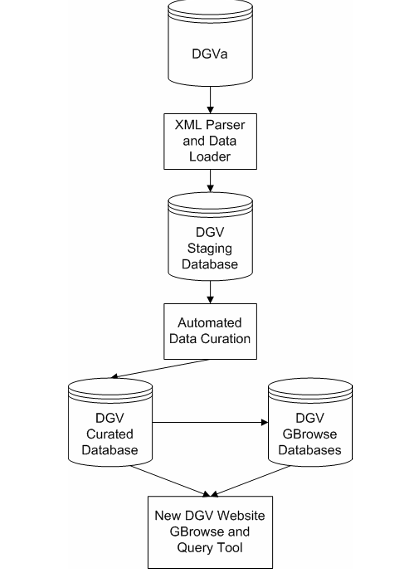 DGVa
XML Parser
and Data
Loader
DGV
Staging
Database
Automated
Data Curation
DGV
Curated
Database
DGV
GBrowse
Databases
New DGV Website
GBrowse and
Query Tool